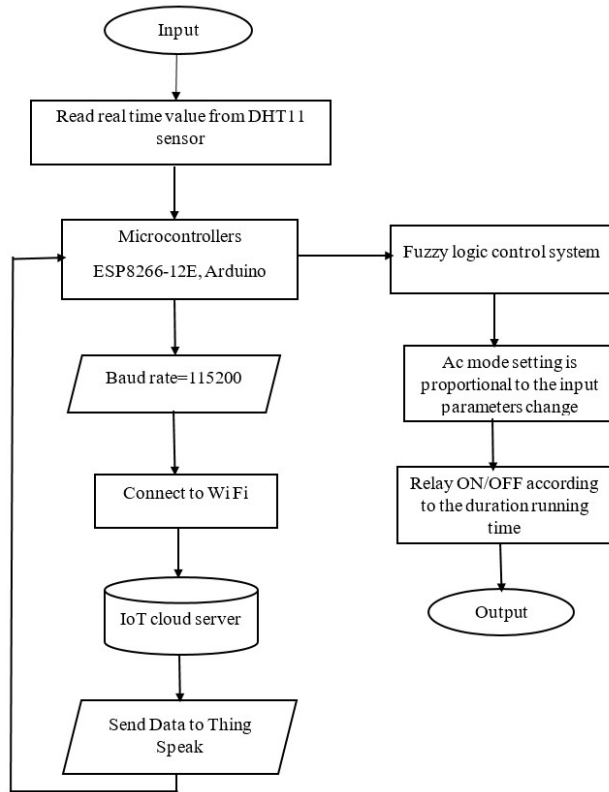 Input
Read real time value from DHT11
sensor
Microcontrollers
ESP8266-12E, Arduino
Baud rate=115200
Connect to Wi Fi
IoT cloud server
Send Data to Thing
Speak
Fuzzy logic control system
Ac mode setting is
proportional to the input
parameters change
Relay ON/OFF according
to the duration running
time
Output